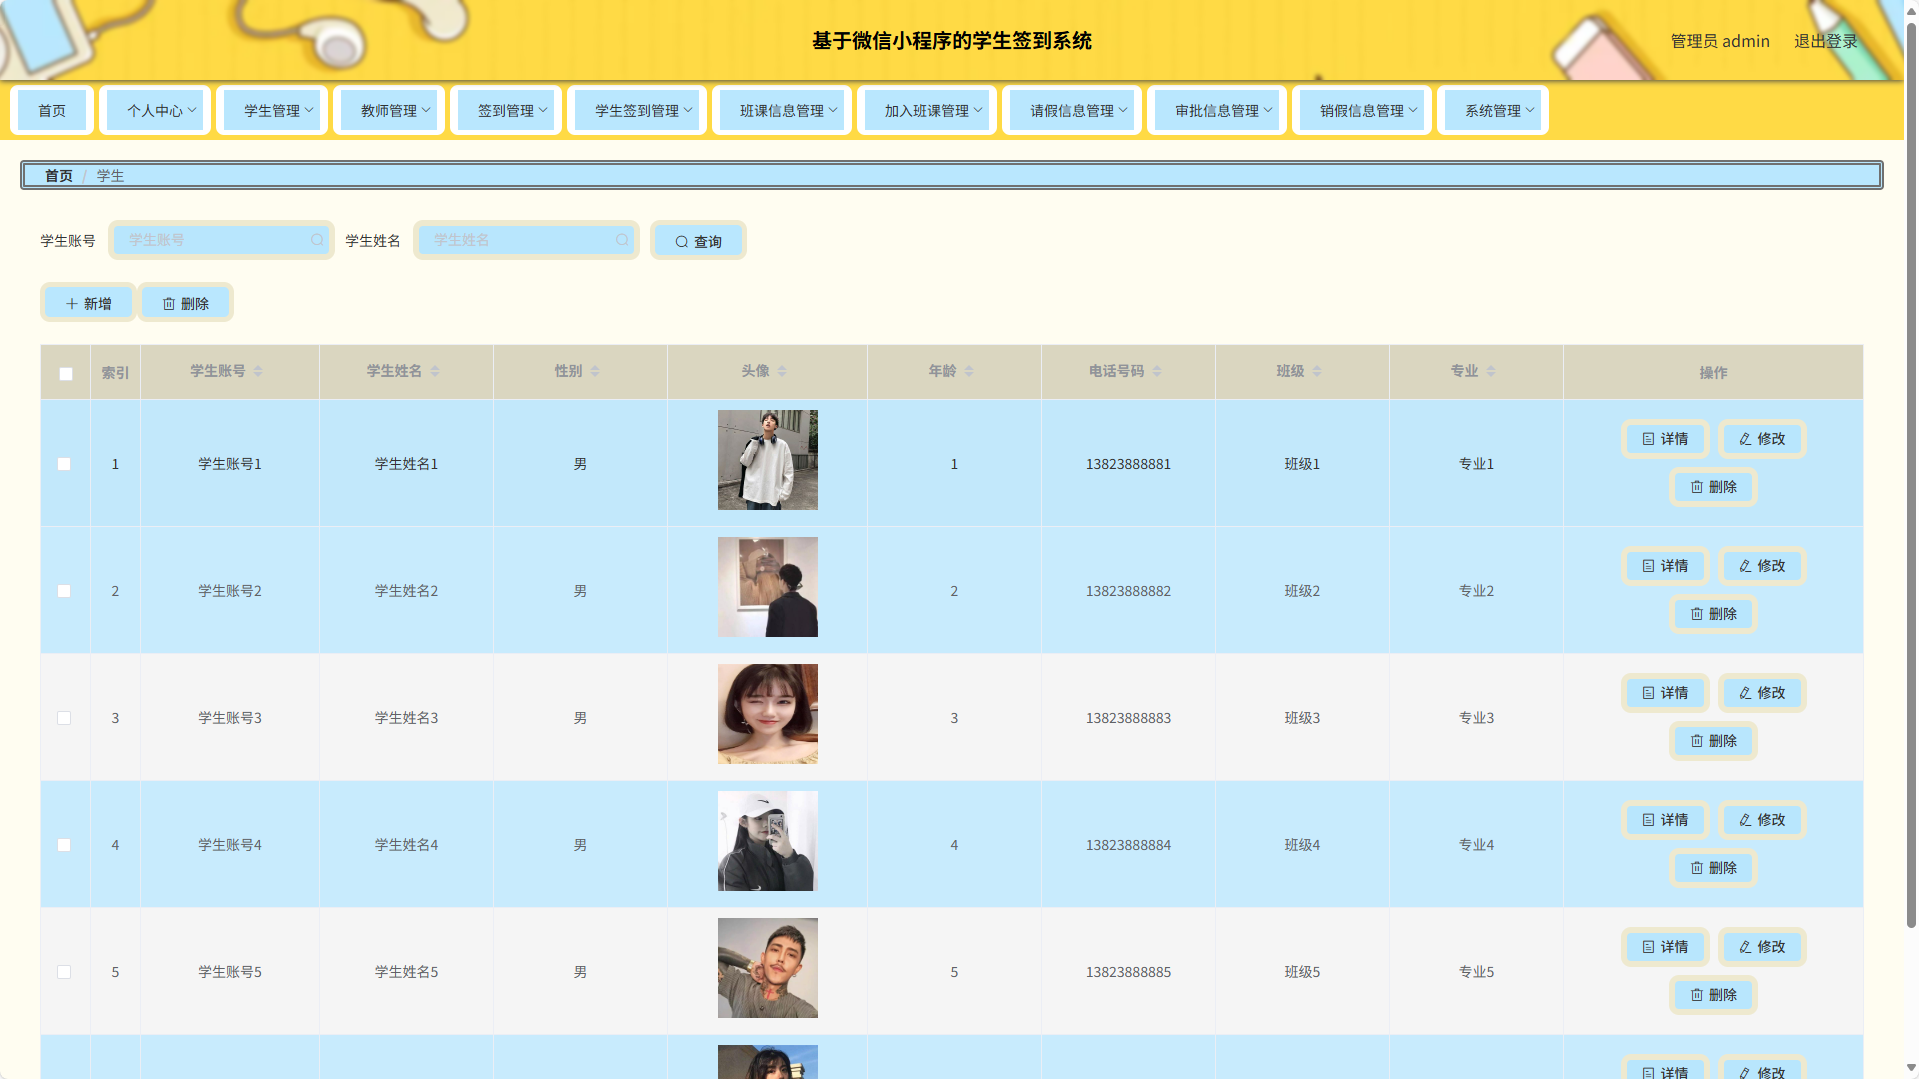 基于微信小程序的学生签到系统
管理员 admin 退出登录
首页 个人中心 学生管理 教师管理 签到管理 学生签到管理 班课信息管理 加入班课管理 请假信息管理 审批信息管理 销假信息管理 系统管理
首页 / 学生
学生账号 学生账号 学生姓名 学生姓名 查询
新增 删除
索引 学生账号 学生姓名 性别 头像 年龄 电话号码 班级 专业 操作
1 学生账号1 学生姓名1 男 1 13823888881 班级1 专业1 详情 修改
删除
2 学生账号2 学生姓名2 男 2 13823888882 班级2 专业2 详情 修改
删除
3 学生账号3 学生姓名3 男 3 13823888883 班级3 专业3 详情 修改
删除
4 学生账号4 学生姓名4 男 4 13823888884 班级4 专业4 详情 修改
删除
5 学生账号5 学生姓名5 男 5 13823888885 班级5 专业5 详情 修改
删除
详情 修改